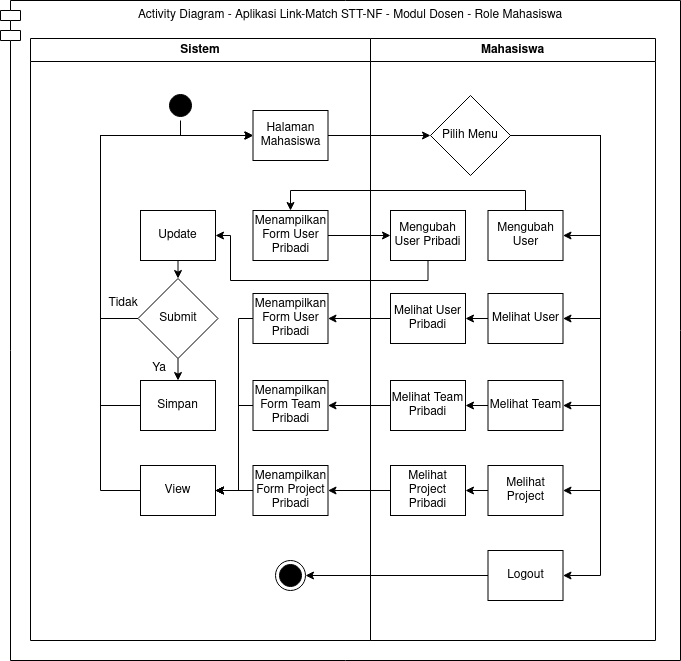 Activity Diagram - Aplikasi Link-Match STT-NF - Modul Dosen - Role Mahasiswa
Sistem
Mahasiswa
Halaman
Mahasiswa
Pilih Menu
Update
Menampilkan
Form User
Pribadi
Mengubah
User Pribadi
Mengubah
User
Tidak
Submit
Menampilkan
Form User
Pribadi
Melihat User
Pribadi
Melihat User
Ya
Simpan
Menampilkan
Form Team
Pribadi
Melihat Team
Pribadi
Melihat Team
View
Menampilkan
Form Project
Pribadi
Melihat
Project
Pribadi
Melihat
Project
Logout